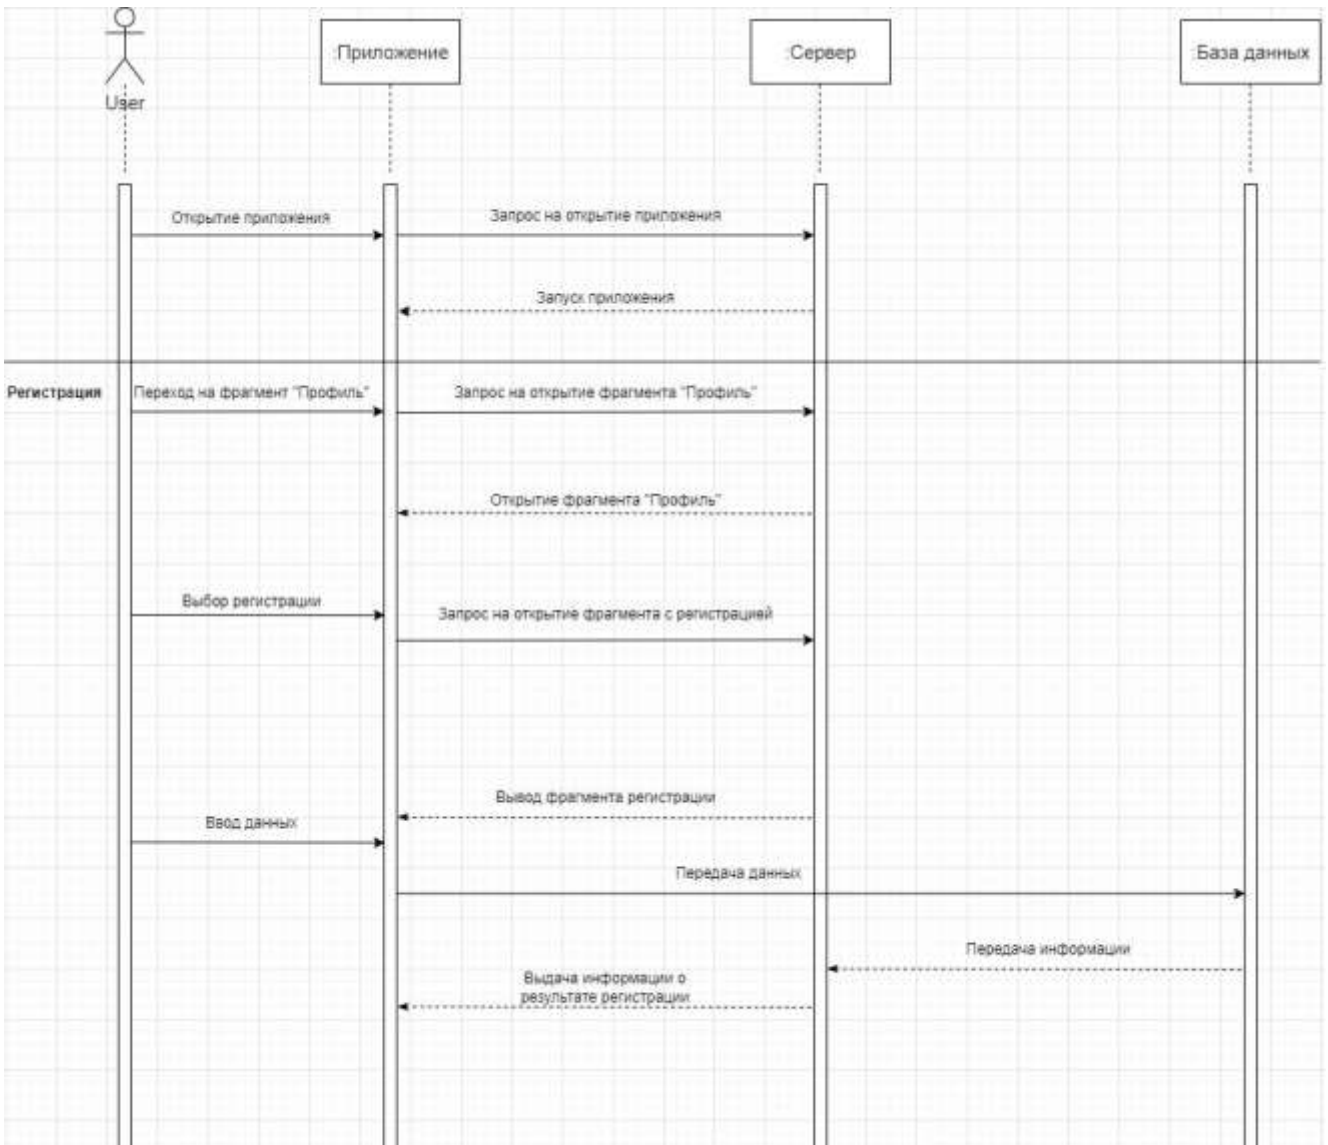 :Приложение
:Сервер
:База данных
User
Открытие приложения
Запрос на открытие приложения
Запуск приложения
Регистрация
Переход на фрагмент "Профиль"
Запрос на открытие фрагмента "Профиль"
Открытие фрагмента "Профиль"
Выбор регистрации
Запрос на открытие фрагмента с регистрацией
Вывод фрагмента регистрации
Ввод данных
Передача данных
Передача информации
Выдача информации о
результате регистрации